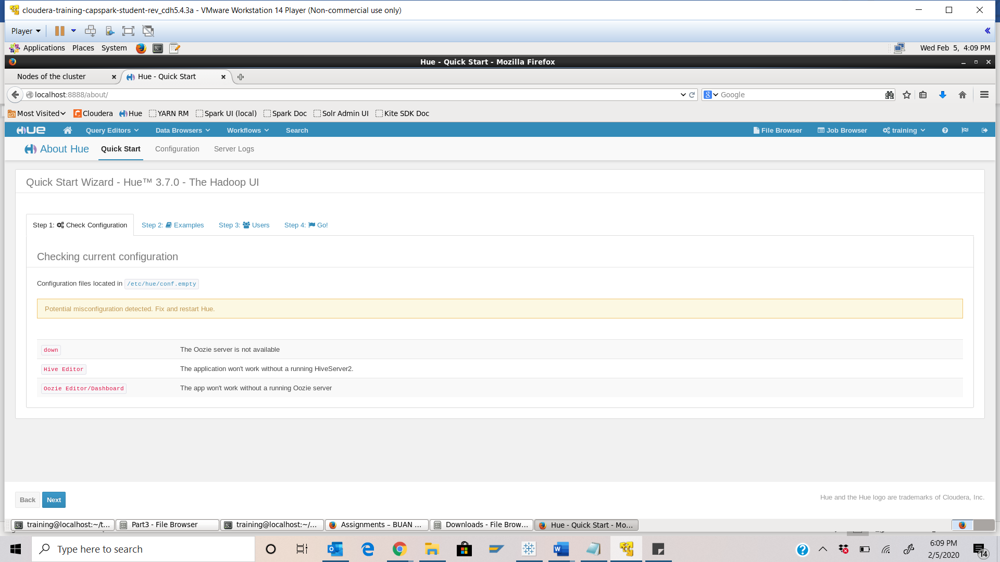 cloudera-training-capspark-student-rev_cdh5.4.3a - VMware Workstation 14 Player (Non-commercial use only)
Player
Applications Places System Wed Feb 5, 4:09 PM
Hue - Quick Start - Mozilla Firefox
Nodes of the cluster Hue - Quick Start
localhost:8888/about/ Google
Most Visited Cloudera Hue YARN RM Spark UI (local) Spark Doc Solr Admin UI Kite SDK Doc
HUE Query Editors Data Browsers Workflows Search File Browser Job Browser training
About Hue Quick Start Configuration Server Logs
Quick Start Wizard - Hue™ 3.7.0 - The Hadoop UI
Step 1: Check Configuration Step 2: Examples Step 3: Users Step 4: Go!
Checking current configuration
Configuration files located in /etc/hue/conf.empty
Potential misconfiguration detected. Fix and restart Hue.
down The Oozie server is not available
Hive Editor The application won't work without a running HiveServer2.
Oozie Editor/Dashboard The app won't work without a running Oozie server
Back Next Hue and the Hue logo are trademarks of Cloudera, Inc.
training@localhost:~/t... Part3 - File Browser training@localhost:~/... Assignments – BUAN ... Downloads - File Brow... Hue - Quick Start - Mo...
Type here to search 6:09 PM
2/5/2020 14